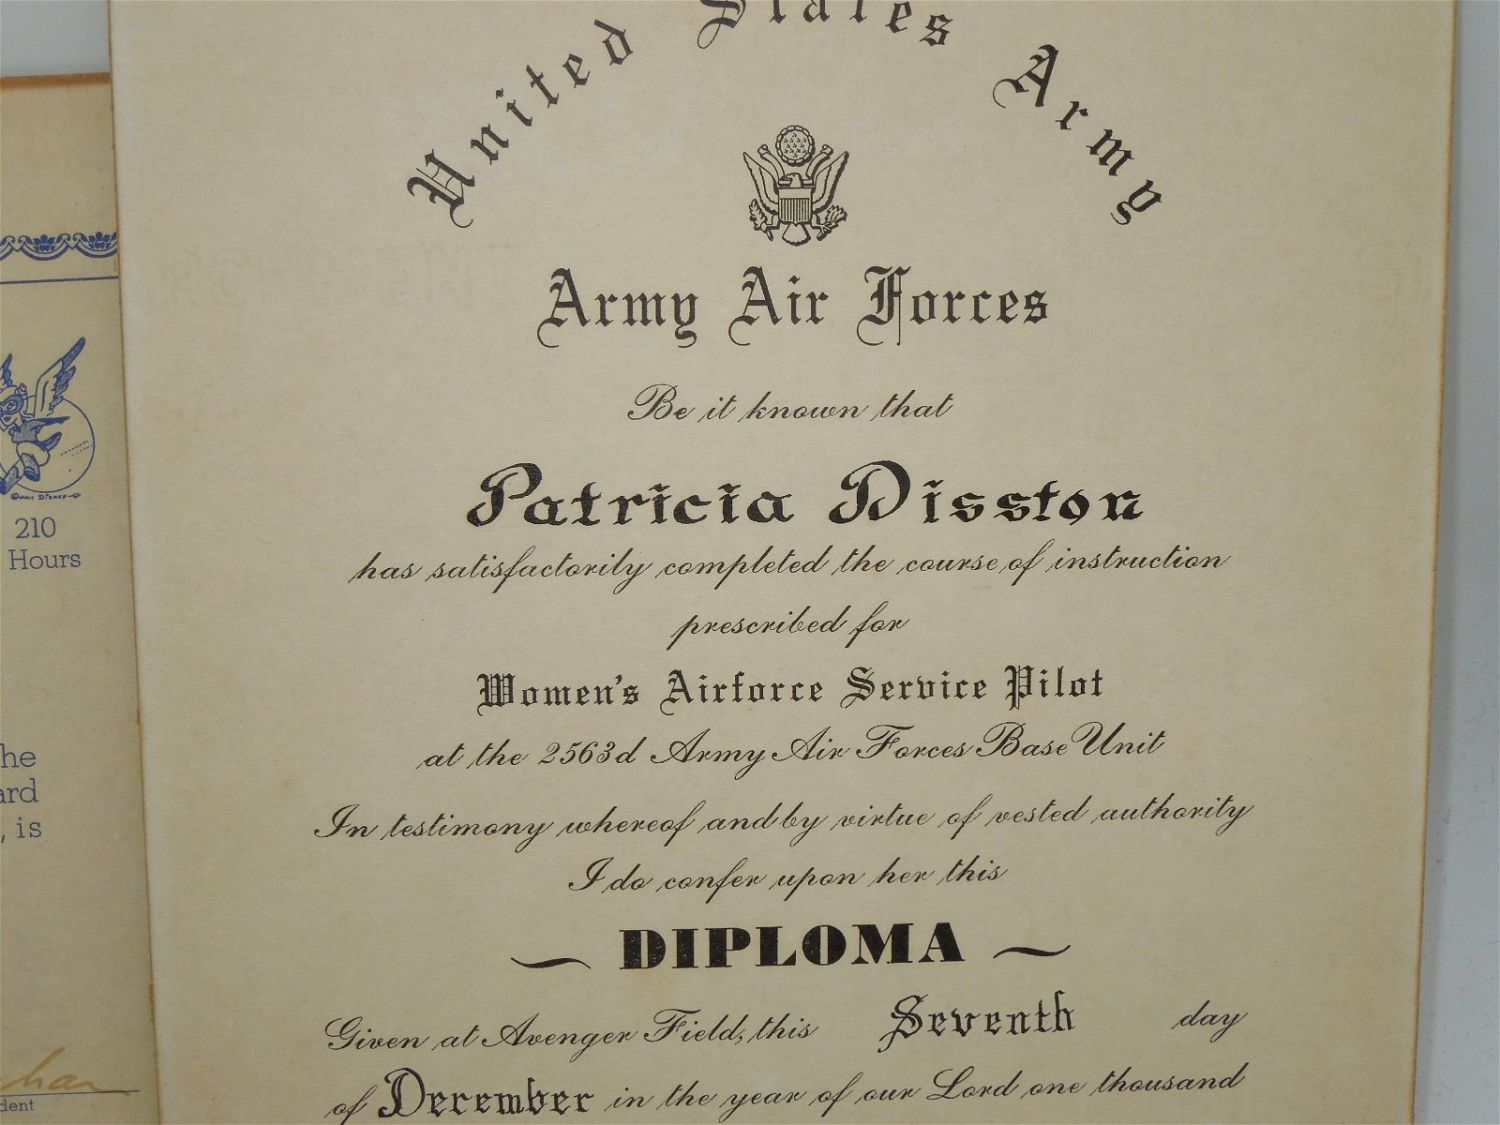 United States Army
Army Air Forces
Be it known that
Patricia Disston
has satisfactorily completed the course of instruction
prescribed for
Women's Airforce Service Pilot
at the 2563d Army Air Forces Base Unit
In testimony whereof and by virtue of vested authority
I do confer upon her this
~ DIPLOMA ~
Given at Avenger Field, this Seventh day
of December in the year of our Lord one thousand
210
Hours
, is